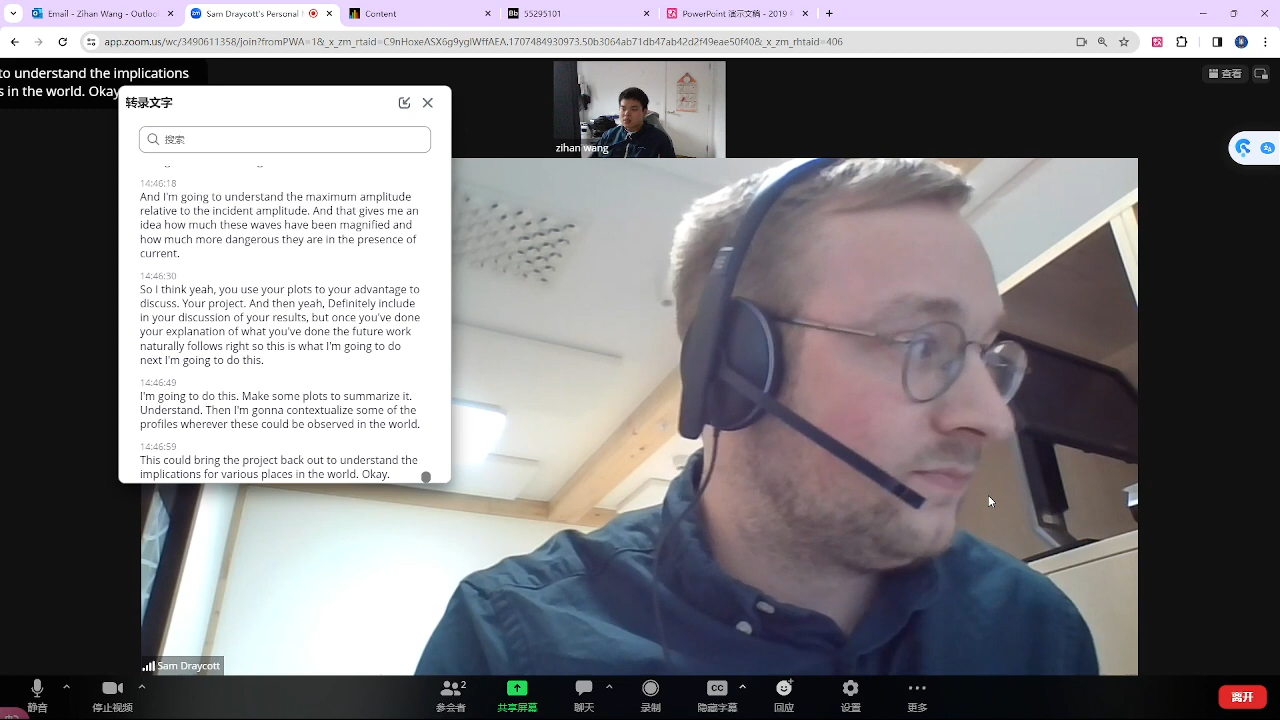 Email - Zihan Wang - Outloo
Sam Draycott's Personal
Content
55295101
PowerPoint 演示文稿 - 2019
app.zoom.us/wc/3490611358/join?fromPWA=1&_x_zm_rtaid=C9nHoxeASX6g9yglWffAEA.1707484930973.50b3064ab71db47ab42d2f49eae50f40&_x_zm_rhtaid=406
to understand the implications
s in the world. Okay
查看
转录文字
搜索
zihan wang
14:46:18
And I'm going to understand the maximum amplitude
relative to the incident amplitude. And that gives me an
idea how much these waves have been magnified and
how much more dangerous they are in the presence of
current.
14:46:30
So I think yeah, you use your plots to your advantage to
discuss. Your project. And then yeah, Definitely include
in your discussion of your results, but once you've done
your explanation of what you've done the future work
naturally follows right so this is what I'm going to do
next I'm going to do this.
14:46:49
I'm going to do this. Make some plots to summarize it.
Understand. Then I'm gonna contextualize some of the
profiles wherever these could be observed in the world.
14:46:59
This could bring the project back out to understand the
implications for various places in the world. Okay.
Sam Draycott
静音
停止视频
2
参会者
共享屏幕
聊天
录制
CC
隐藏字幕
回应
设置
更多
离开